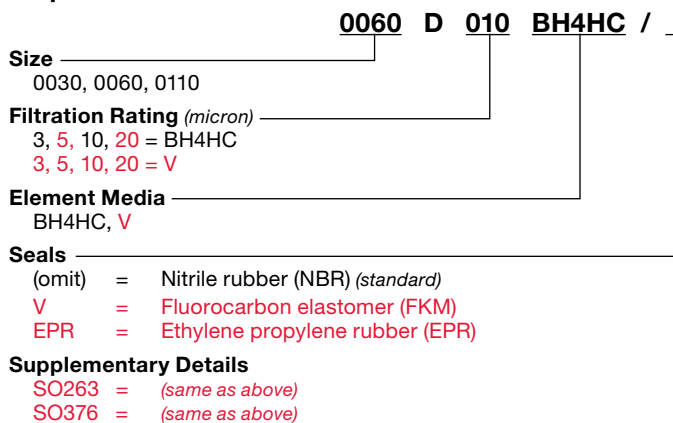 0060 D 010 BH4HC / _
Size
0030, 0060, 0110
Filtration Rating (micron)
3, 5, 10, 20 = BH4HC
3, 5, 10, 20 = V
Element Media
BH4HC, V
Seals
(omit) = Nitrile rubber (NBR) (standard)
V = Fluorocarbon elastomer (FKM)
EPR = Ethylene propylene rubber (EPR)
Supplementary Details
SO263 = (same as above)
SO376 = (same as above)